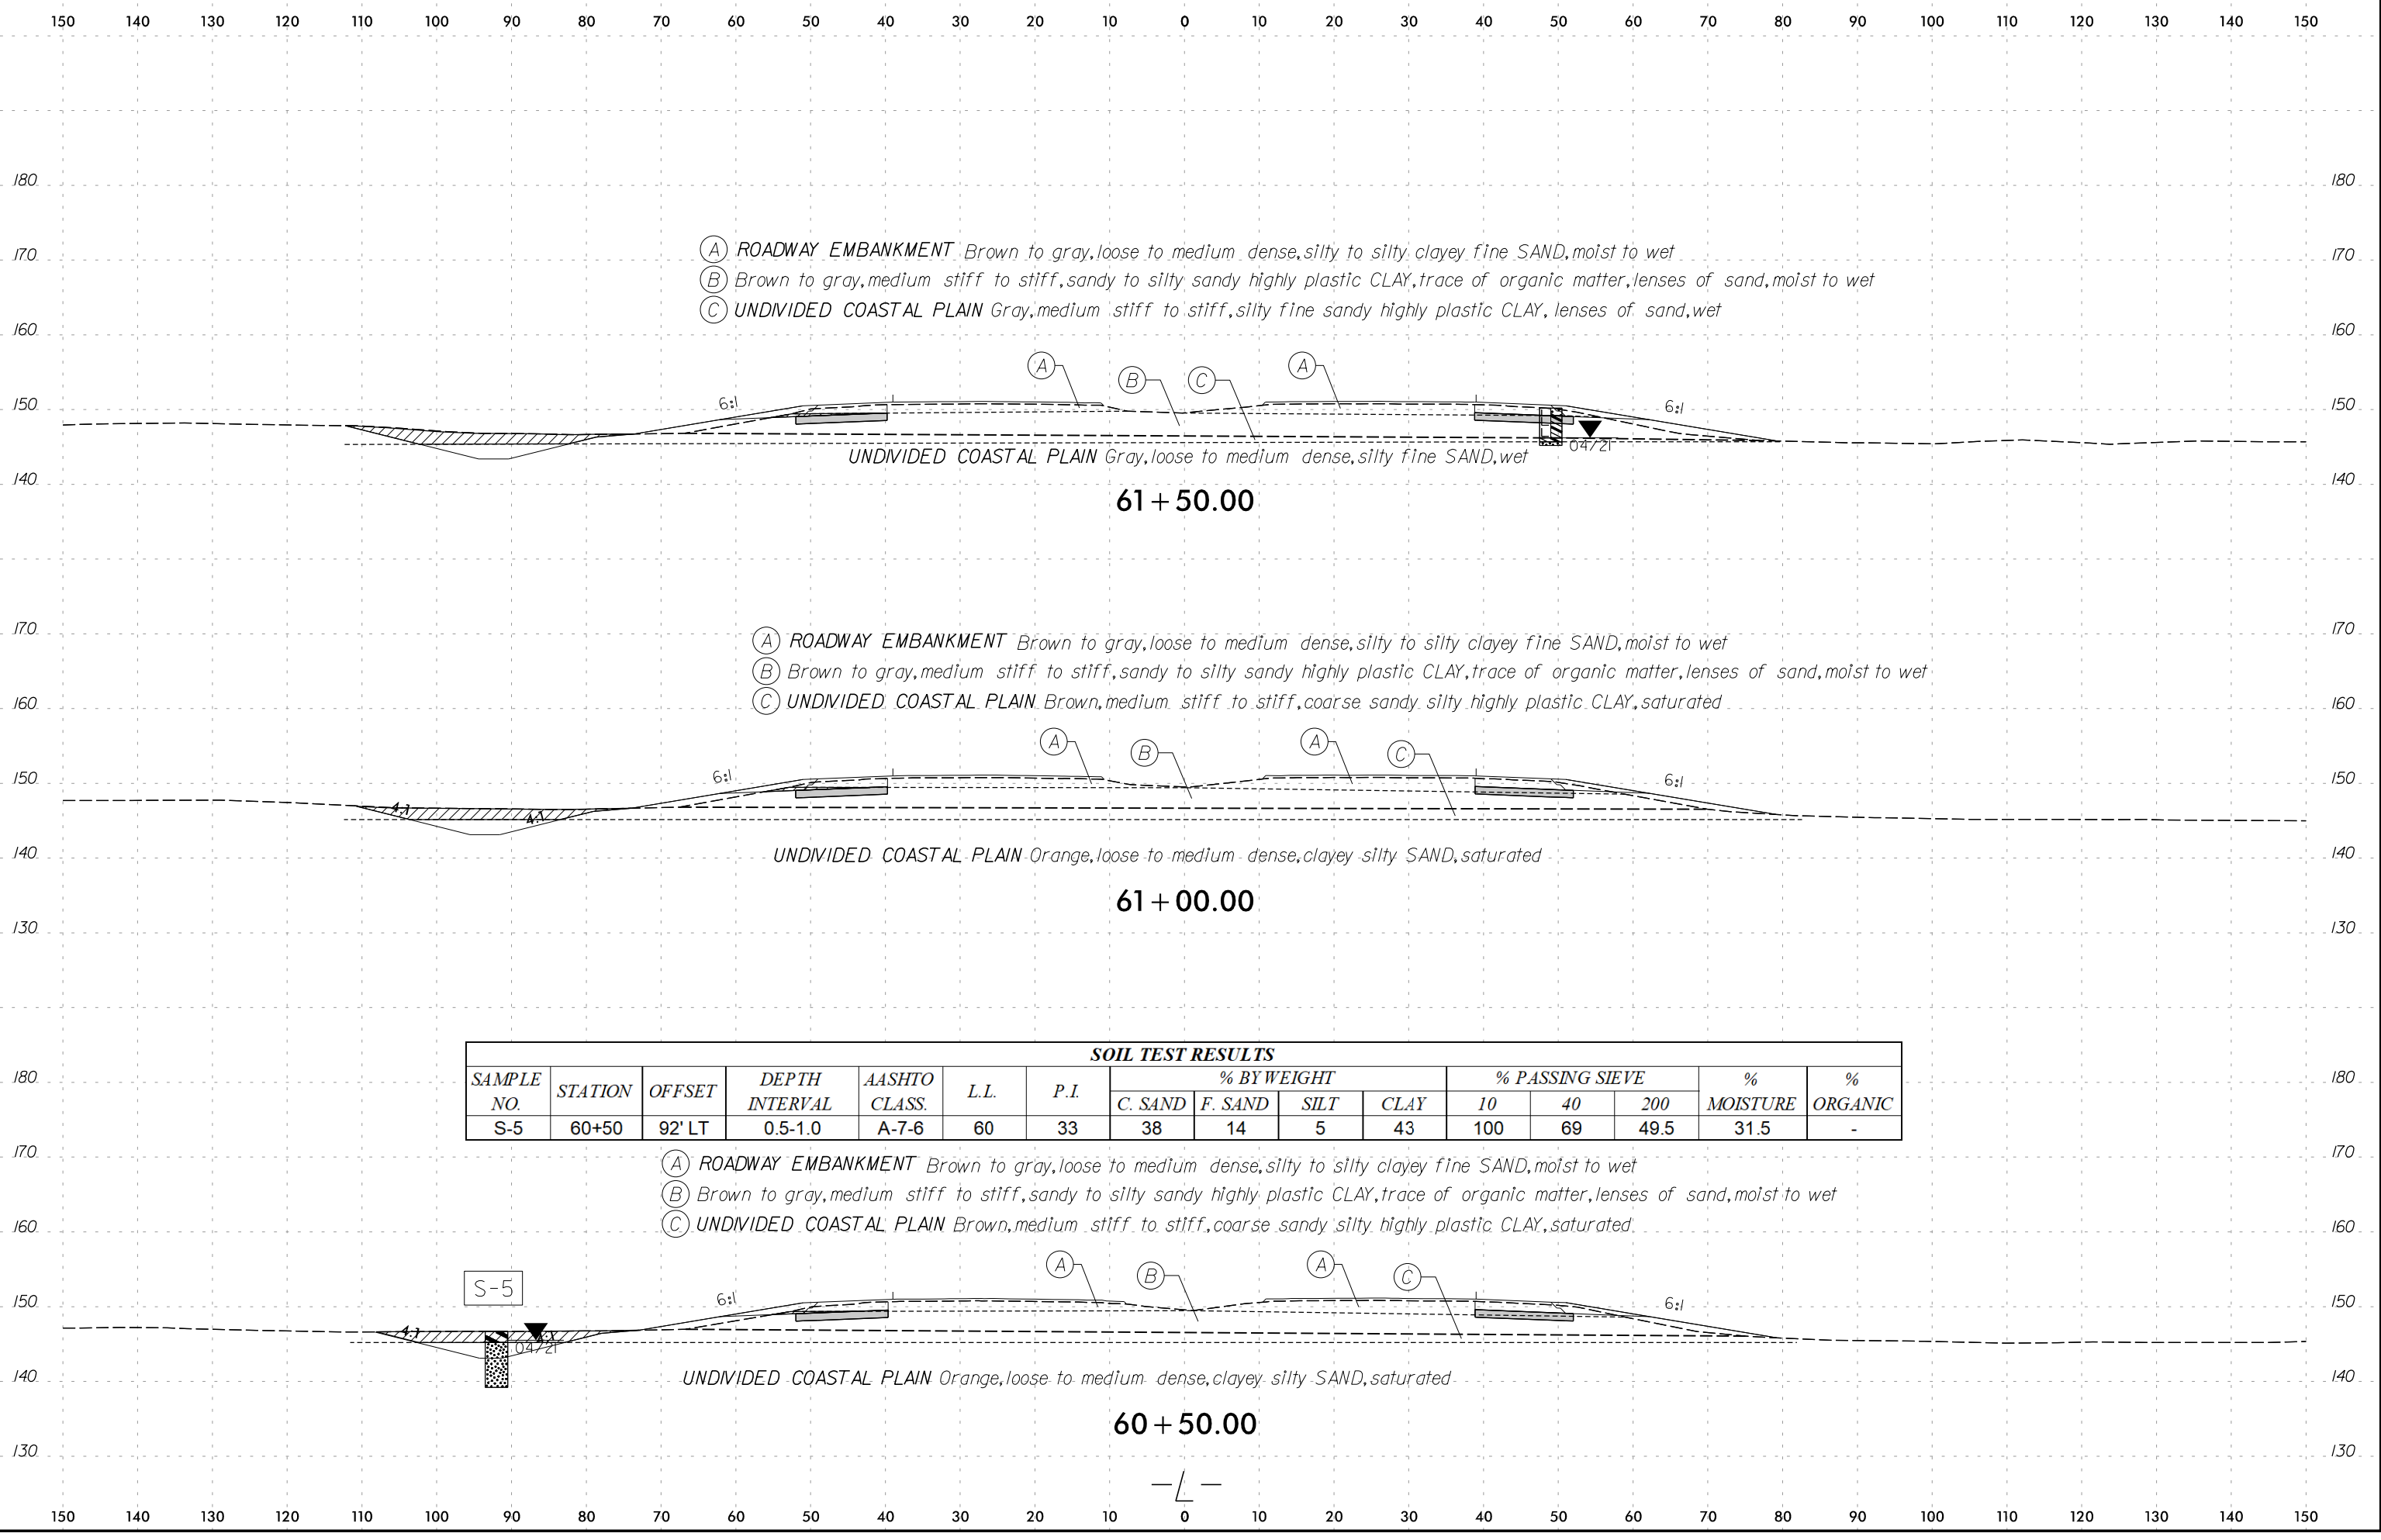 150 140 130 120 110 100 90 80 70 60 50 40 30 20 10 0 10 20 30 40 50 60 70 80 90 100 110 120 130 140 150
180 180
(A) ROADWAY EMBANKMENT Brown to gray, loose to medium dense, silty to silty clayey fine SAND, moist to wet
170 170
(B) Brown to gray, medium stiff to stiff, sandy to silty sandy highly plastic CLAY, trace of organic matter, lenses of sand, moist to wet
(C) UNDIVIDED COASTAL PLAIN Gray, medium stiff to stiff, silty fine sandy highly plastic CLAY, lenses of sand, wet
160 160
A B C A
150 6:1 6:1 150
04/21
UNDIVIDED COASTAL PLAIN Gray, loose to medium dense, silty fine SAND, wet
140 140
61+50.00
170 170
(A) ROADWAY EMBANKMENT Brown to gray, loose to medium dense, silty to silty clayey fine SAND, moist to wet
(B) Brown to gray, medium stiff to stiff, sandy to silty sandy highly plastic CLAY, trace of organic matter, lenses of sand, moist to wet
(C) UNDIVIDED COASTAL PLAIN Brown, medium stiff to stiff, coarse sandy silty highly plastic CLAY, saturated
160 160
A B A C
150 6:1 6:1 150
4:1 4:1
140 UNDIVIDED COASTAL PLAIN Orange, loose to medium dense, clayey silty SAND, saturated 140
61+00.00
130 130
SOIL TEST RESULTS
SAMPLE NO. STATION OFFSET DEPTH INTERVAL AASHTO CLASS. L.L. P.I. % BY WEIGHT % PASSING SIEVE % MOISTURE % ORGANIC
C. SAND F. SAND SILT CLAY 10 40 200
S-5 60+50 92' LT 0.5-1.0 A-7-6 60 33 38 14 5 43 100 69 49.5 31.5 -
180 180
170 170
(A) ROADWAY EMBANKMENT Brown to gray, loose to medium dense, silty to silty clayey fine SAND, moist to wet
(B) Brown to gray, medium stiff to stiff, sandy to silty sandy highly plastic CLAY, trace of organic matter, lenses of sand, moist to wet
(C) UNDIVIDED COASTAL PLAIN Brown, medium stiff to stiff, coarse sandy silty highly plastic CLAY, saturated
160 160
A B A C
S-5
150 6:1 6:1 150
4:1
04/21
140 UNDIVIDED COASTAL PLAIN Orange, loose to medium dense, clayey silty SAND, saturated 140
60+50.00
130 130
-L-
150 140 130 120 110 100 90 80 70 60 50 40 30 20 10 0 10 20 30 40 50 60 70 80 90 100 110 120 130 140 150